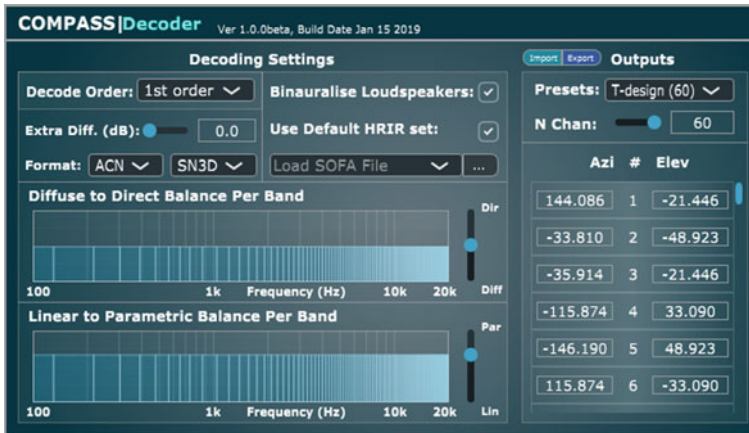 COMPASS|Decoder Ver 1.0.0beta, Build Date Jan 15 2019
Decoding Settings
Decode Order: 1st order
Binauralise Loudspeakers:
Extra Diff. (dB): 0.0
Use Default HRIR set:
Format: ACN SN3D
Load SOFA File ...
Diffuse to Direct Balance Per Band
Dir
Diff
100 1k Frequency (Hz) 10k 20k
Linear to Parametric Balance Per Band
Par
Lin
100 1k Frequency (Hz) 10k 20k
Import Export Outputs
Presets: T-design (60)
N Chan: 60
Azi # Elev
144.086 1 -21.446
-33.810 2 -48.923
-35.914 3 -21.446
-115.874 4 33.090
-146.190 5 48.923
115.874 6 -33.090